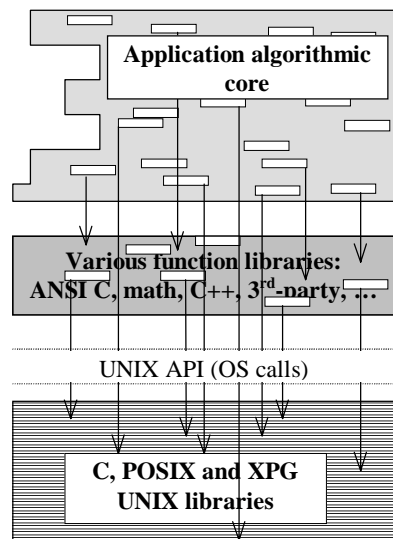 Application algorithmic
core
Various function libraries:
ANSI C, math, C++, 3rd-party, …
UNIX API (OS calls)
C, POSIX and XPG
UNIX libraries